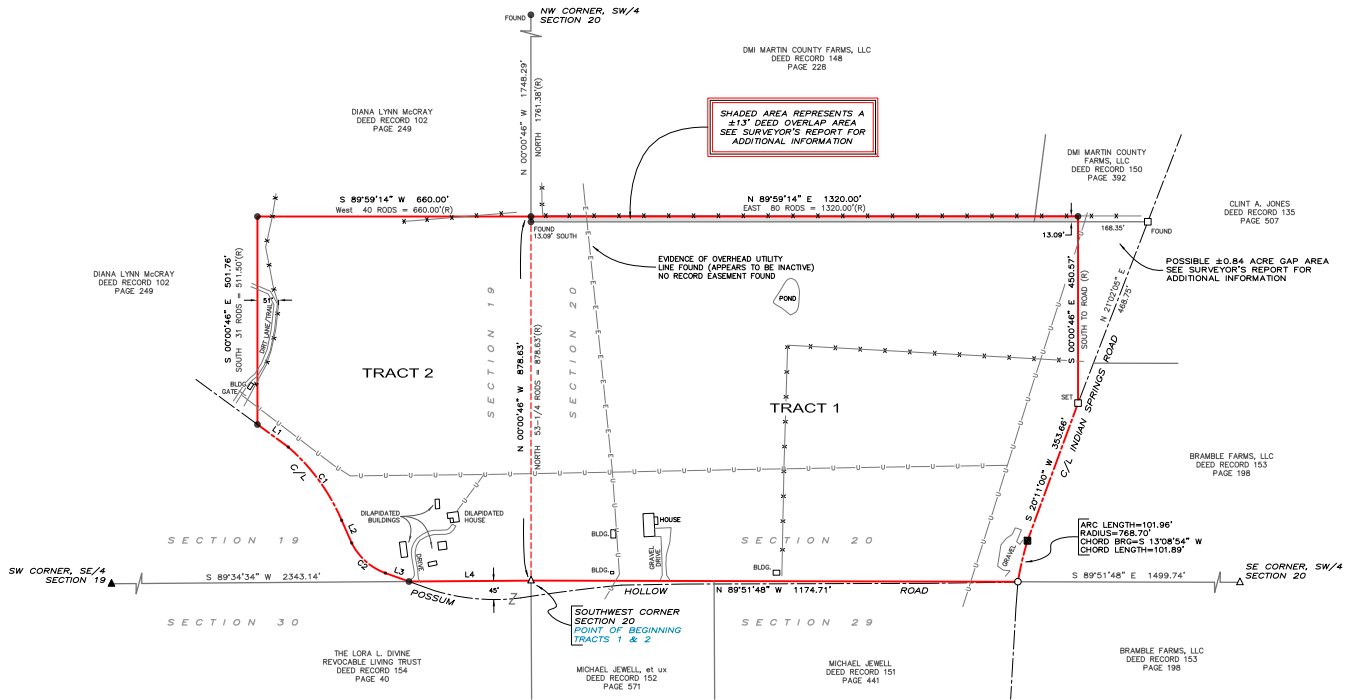 FOUND
NW CORNER, SW/4
SECTION 20
DMI MARTIN COUNTY FARMS, LLC
DEED RECORD 148
PAGE 228
N 00°00'46" W 1748.29'
NORTH 1761.38'(R)
DIANA LYNN McCRAY
DEED RECORD 102
PAGE 249
SHADED AREA REPRESENTS A
±13' DEED OVERLAP AREA
SEE SURVEYOR'S REPORT FOR
ADDITIONAL INFORMATION
DMI MARTIN COUNTY
FARMS, LLC
DEED RECORD 150
PAGE 392
CLINT A. JONES
DEED RECORD 135
PAGE 507
S 89°59'14" W 660.00'
West 40 RODS = 660.00'(R)
N 89°59'14" E 1320.00'
EAST 80 RODS = 1320.00'(R)
FOUND
13.09' SOUTH
13.09'
168.35'
FOUND
EVIDENCE OF OVERHEAD UTILITY
LINE FOUND (APPEARS TO BE INACTIVE)
NO RECORD EASEMENT FOUND
POSSIBLE ±0.84 ACRE GAP AREA
SEE SURVEYOR'S REPORT FOR
ADDITIONAL INFORMATION
DIANA LYNN McCRAY
DEED RECORD 102
PAGE 249
S 00°00'46" E 501.76'
SOUTH 31 RODS = 511.50'(R)
51'
DIRT LANE/TRAIL
BLDG.
GATE
SECTION 19
SECTION 20
POND
N 00°00'46" W 878.63'
NORTH 53-1/4 RODS = 878.63'(R)
S 00°00'46" E 450.57'
SOUTH TO ROAD (R)
N 21°02'05" E
468.75'
TRACT 2
TRACT 1
SET
C/L INDIAN SPRINGS ROAD
S 20°11'00" W 353.66'
L1
C/L
C1
L2
C2
L3
L4
BRAMBLE FARMS, LLC
DEED RECORD 153
PAGE 198
DILAPIDATED
BUILDINGS
DILAPIDATED
HOUSE
DRIVE
BLDG.
HOUSE
GRAVEL
DRIVE
BLDG.
BLDG.
GRAVEL
ARC LENGTH=101.96'
RADIUS=768.70'
CHORD BRG=S 13°08'54" W
CHORD LENGTH=101.89'
SECTION 19
SECTION 20
SW CORNER, SE/4
SECTION 19
S 89°34'34" W 2343.14'
45'
Z
POSSUM
HOLLOW
N 89°51'48" W 1174.71'
ROAD
S 89°51'48" E 1499.74'
SE CORNER, SW/4
SECTION 20
SECTION 30
SOUTHWEST CORNER
SECTION 20
POINT OF BEGINNING
TRACTS 1 & 2
SECTION 29
THE LORA L. DIVINE
REVOCABLE LIVING TRUST
DEED RECORD 154
PAGE 40
MICHAEL JEWELL, et ux
DEED RECORD 152
PAGE 571
MICHAEL JEWELL
DEED RECORD 151
PAGE 441
BRAMBLE FARMS, LLC
DEED RECORD 153
PAGE 198